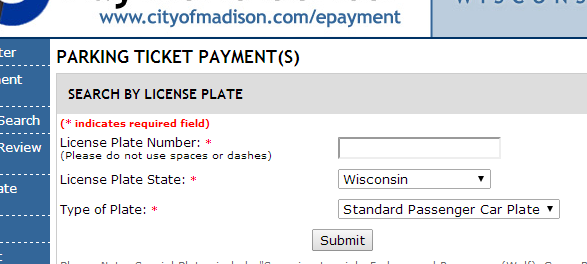 www.cityofmadison.com/epayment
WISCONS
ter
PARKING TICKET PAYMENT(S)
ent
SEARCH BY LICENSE PLATE
Search
(* indicates required field)
Review
License Plate Number: *
(Please do not use spaces or dashes)
License Plate State: * Wisconsin
ate
Type of Plate: * Standard Passenger Car Plate
Submit